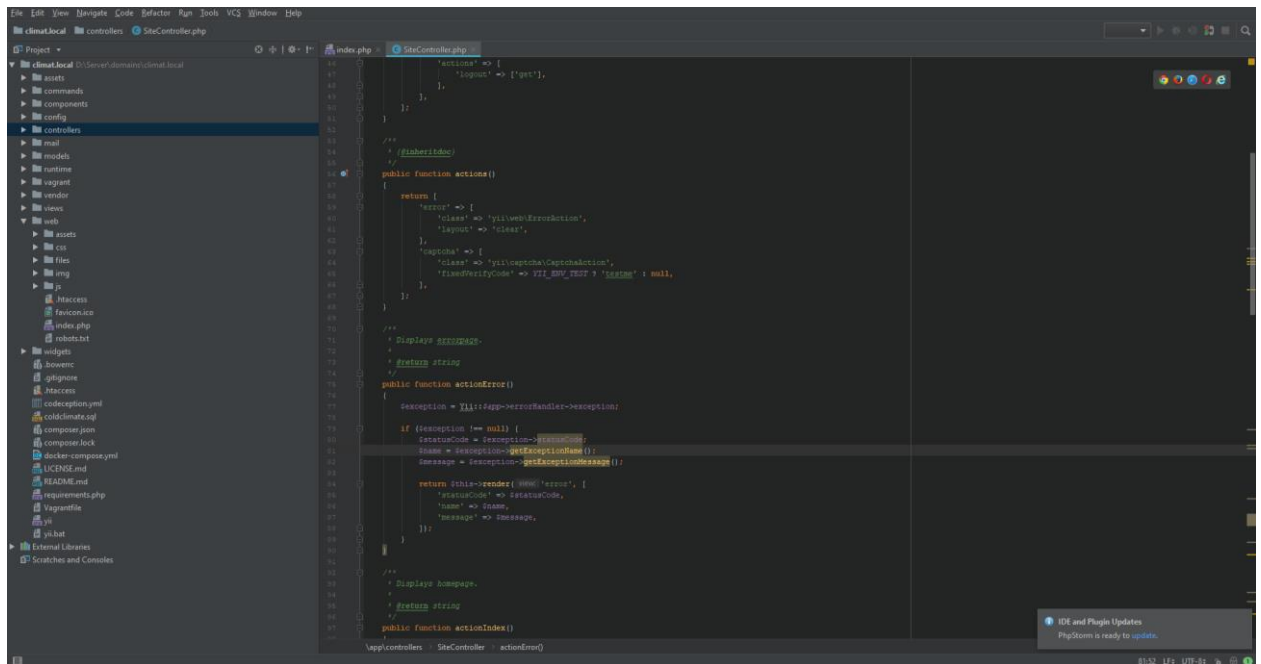 File Edit View Navigate Code Refactor Run Tools VCS Window Help
climat.local controllers SiteController.php
Project
index.php SiteController.php
climat.local D:\Server\domains\climat.local
assets
commands
components
config
controllers
mail
models
runtime
vagrant
vendor
views
web
assets
css
files
img
js
.htaccess
favicon.ico
index.php
robots.txt
widgets
.bowerrc
.gitignore
.htaccess
codeception.yml
coldclimate.sql
composer.json
composer.lock
docker-compose.yml
LICENSE.md
README.md
requirements.php
Vagrantfile
yii
yii.bat
External Libraries
Scratches and Consoles
'actions' => [
'logout' => ['get'],
],
],
];
}
/**
* {@inheritdoc}
*/
public function actions()
{
return [
'error' => [
'class' => 'yii\web\ErrorAction',
'layout' => 'clear',
],
'captcha' => [
'class' => 'yii\captcha\CaptchaAction',
'fixedVerifyCode' => YII_ENV_TEST ? 'testme' : null,
],
];
}
/**
* Displays errorpage.
*
* @return string
*/
public function actionError()
{
$exception = Yii::$app->errorHandler->exception;
if ($exception !== null) {
$statusCode = $exception->statusCode;
$name = $exception->getExceptionName();
$message = $exception->getExceptionMessage();
return $this->render( 'error', [
'statusCode' => $statusCode,
'name' => $name,
'message' => $message,
]);
}
}
/**
* Displays homepage.
*
* @return string
*/
public function actionIndex()
\app\controllers SiteController actionError()
IDE and Plugin Updates
PhpStorm is ready to update.
81:52 LF: UTF-8: